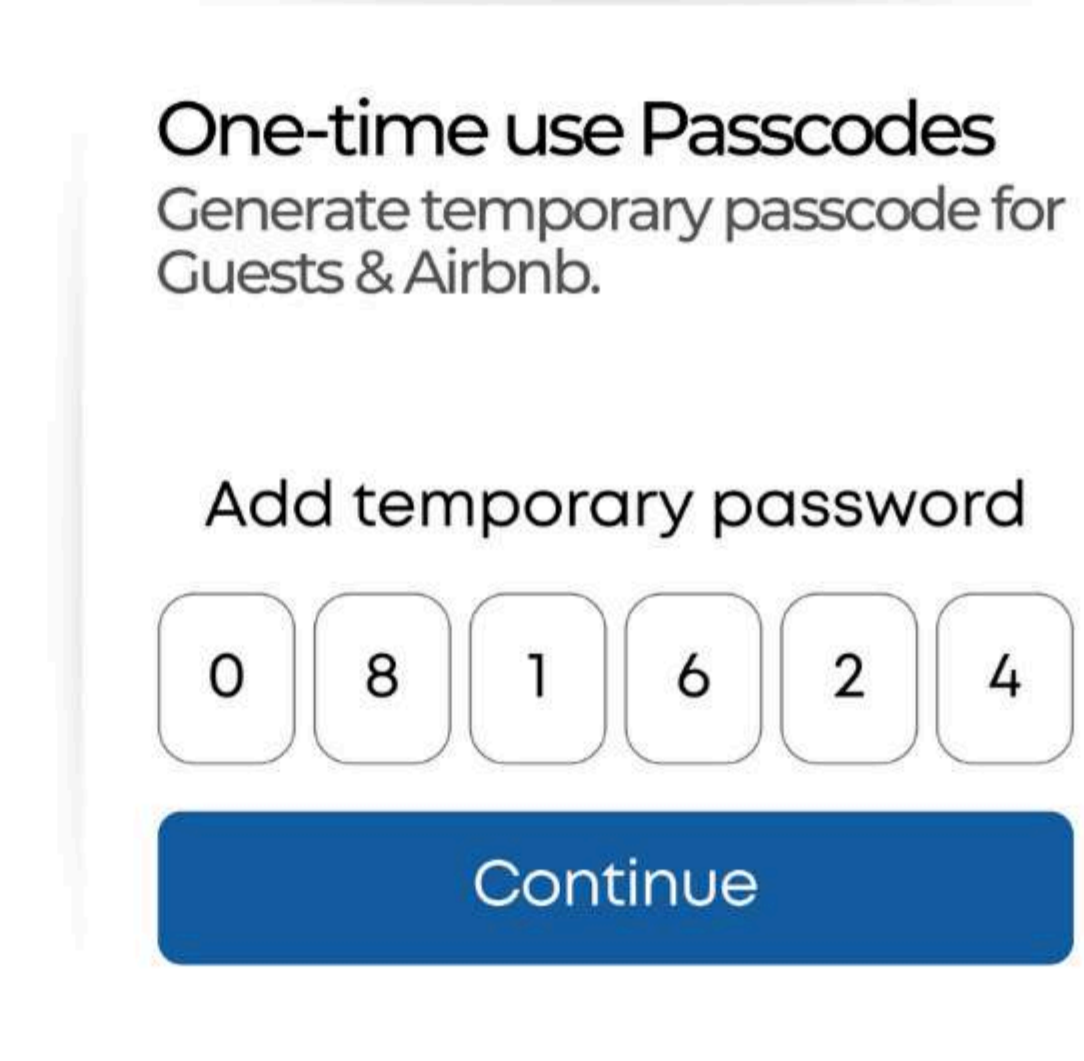 One-time use Passcodes
Generate temporary passcode for
Guests & Airbnb.
Add temporary password
0 8 1 6 2 4
Continue